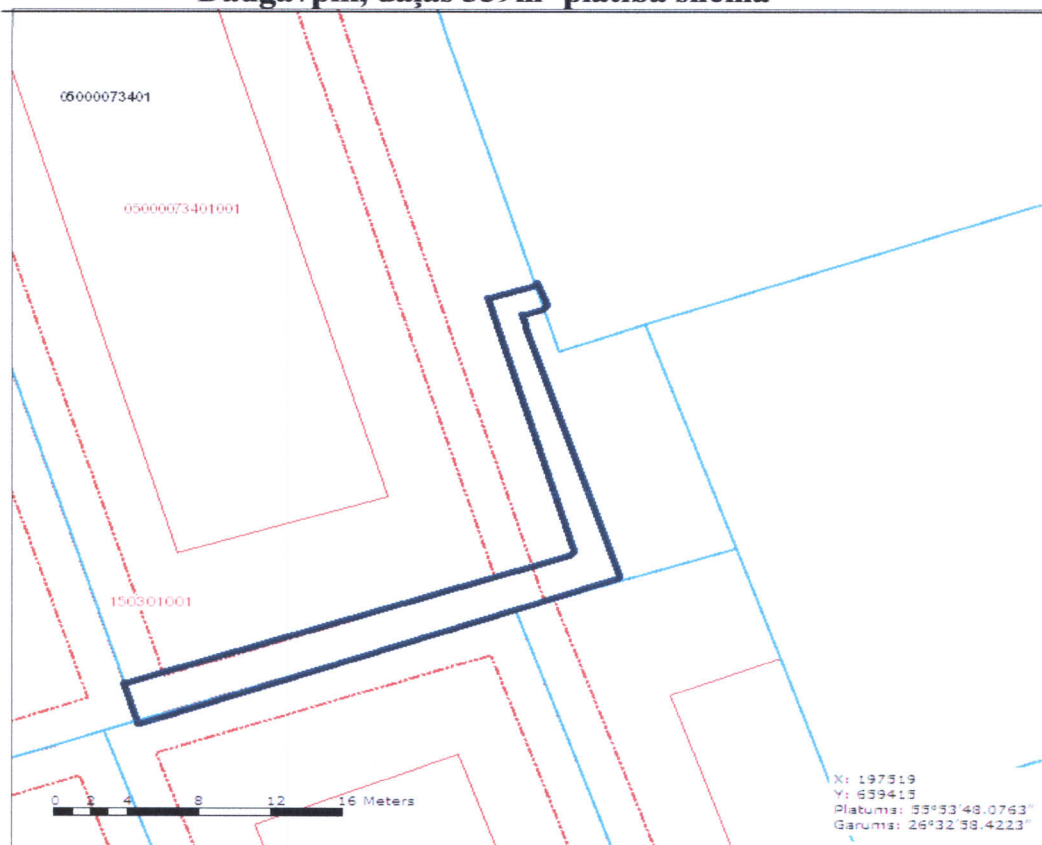 05000073401
05000073401001
150301001
0 2 4 8 12 16 Meters
X: 197519
Y: 659415
Platums: 55°53'48.0763"
Garums: 26°32'58.4223"